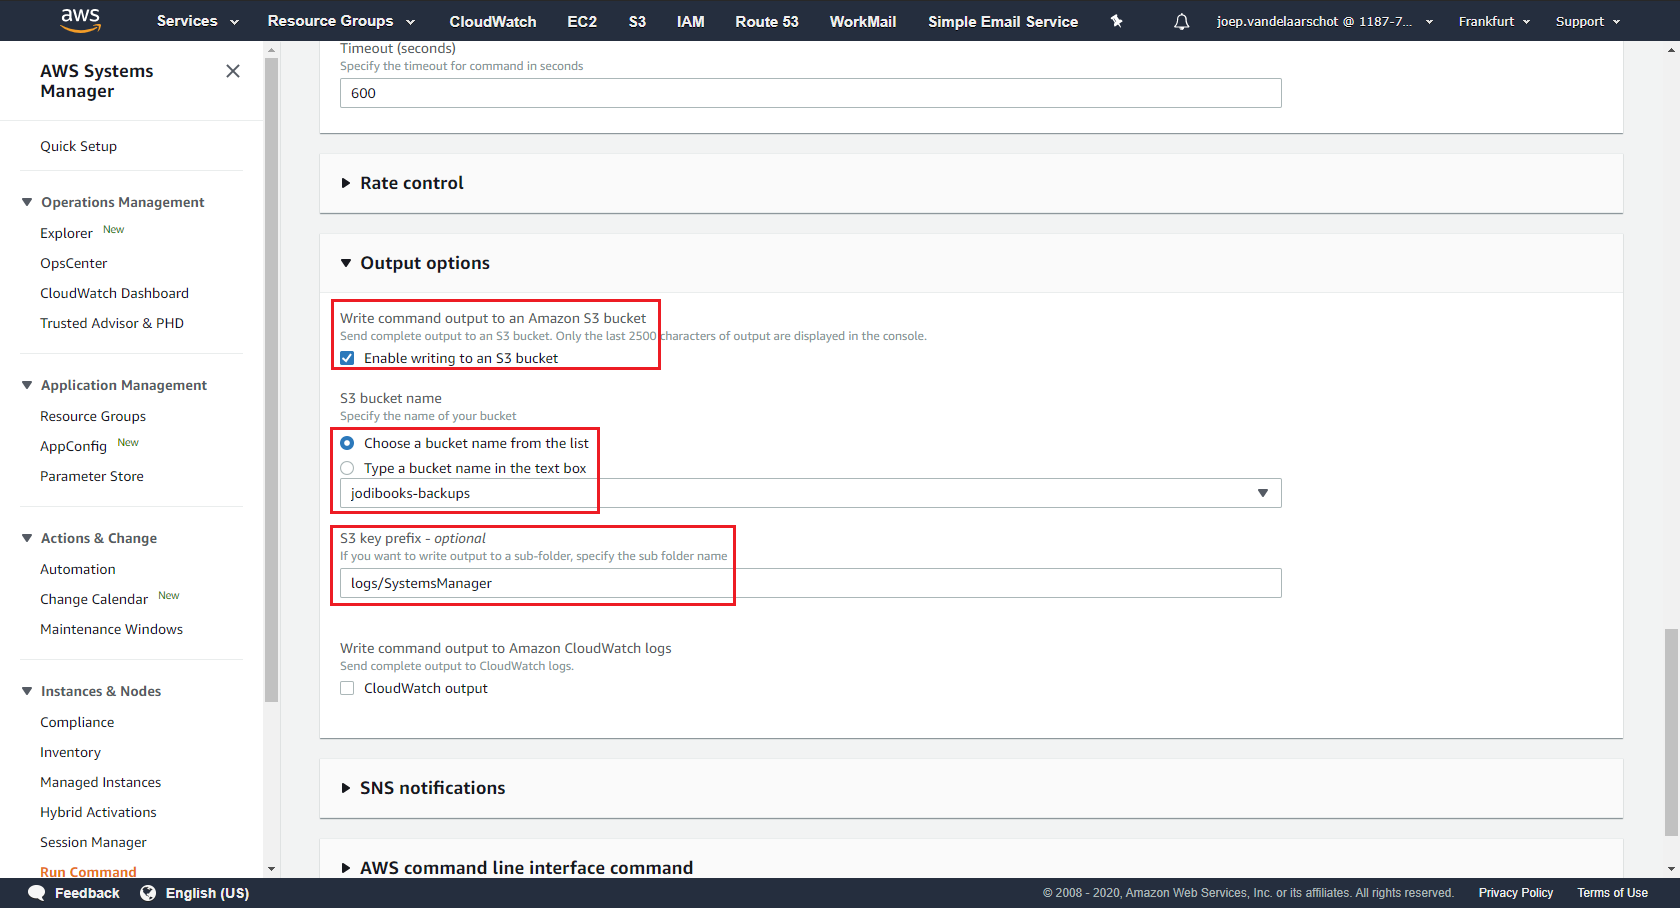 aws
Services
Resource Groups
CloudWatch
EC2
S3
IAM
Route 53
WorkMail
Simple Email Service
joep.vandelaarschot @ 1187-7...
Frankfurt
Support
AWS Systems
Manager
Quick Setup
Operations Management
Explorer New
OpsCenter
CloudWatch Dashboard
Trusted Advisor & PHD
Application Management
Resource Groups
AppConfig New
Parameter Store
Actions & Change
Automation
Change Calendar New
Maintenance Windows
Instances & Nodes
Compliance
Inventory
Managed Instances
Hybrid Activations
Session Manager
Run Command
Timeout (seconds)
Specify the timeout for command in seconds
600
Rate control
Output options
Write command output to an Amazon S3 bucket
Send complete output to an S3 bucket. Only the last 2500 characters of output are displayed in the console.
Enable writing to an S3 bucket
S3 bucket name
Specify the name of your bucket
Choose a bucket name from the list
Type a bucket name in the text box
jodibooks-backups
S3 key prefix - optional
If you want to write output to a sub-folder, specify the sub folder name
logs/SystemsManager
Write command output to Amazon CloudWatch logs
Send complete output to CloudWatch logs.
CloudWatch output
SNS notifications
AWS command line interface command
Feedback
English (US)
© 2008 - 2020, Amazon Web Services, Inc. or its affiliates. All rights reserved.
Privacy Policy
Terms of Use